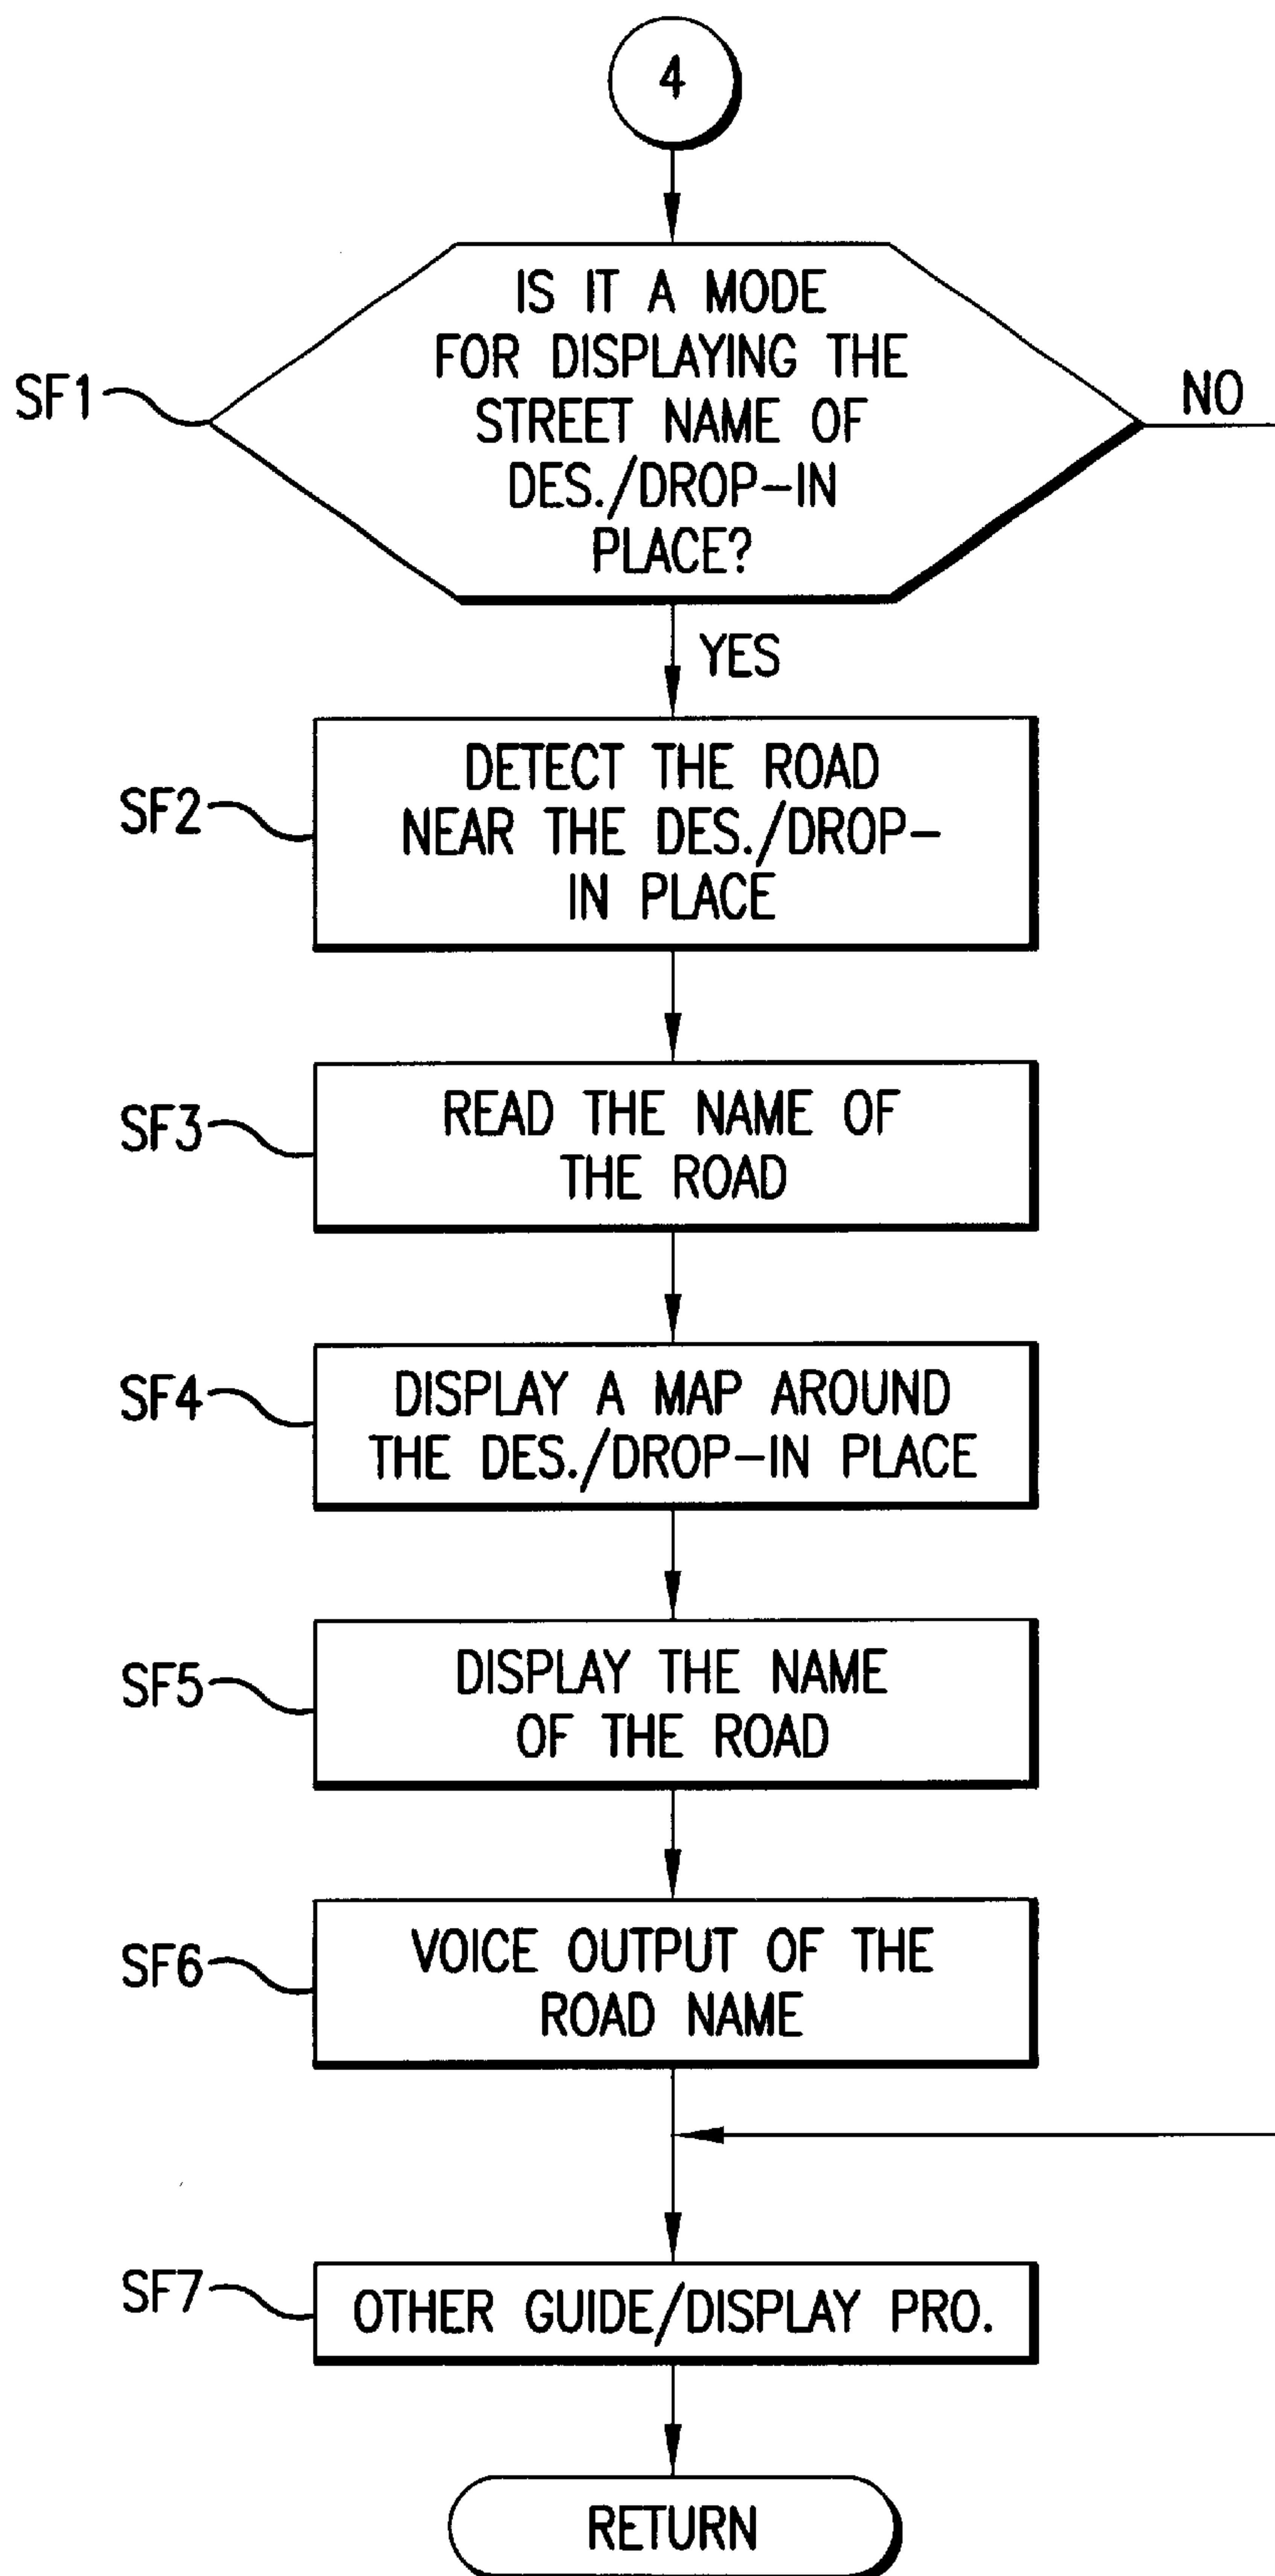 4
IS IT A MODE
FOR DISPLAYING THE
STREET NAME OF
DES./DROP-IN
PLACE?
SF1
NO
YES
DETECT THE ROAD
NEAR THE DES./DROP-
IN PLACE
SF2
READ THE NAME OF
THE ROAD
SF3
DISPLAY A MAP AROUND
THE DES./DROP-IN PLACE
SF4
DISPLAY THE NAME
OF THE ROAD
SF5
VOICE OUTPUT OF THE
ROAD NAME
SF6
OTHER GUIDE/DISPLAY PRO.
SF7
RETURN